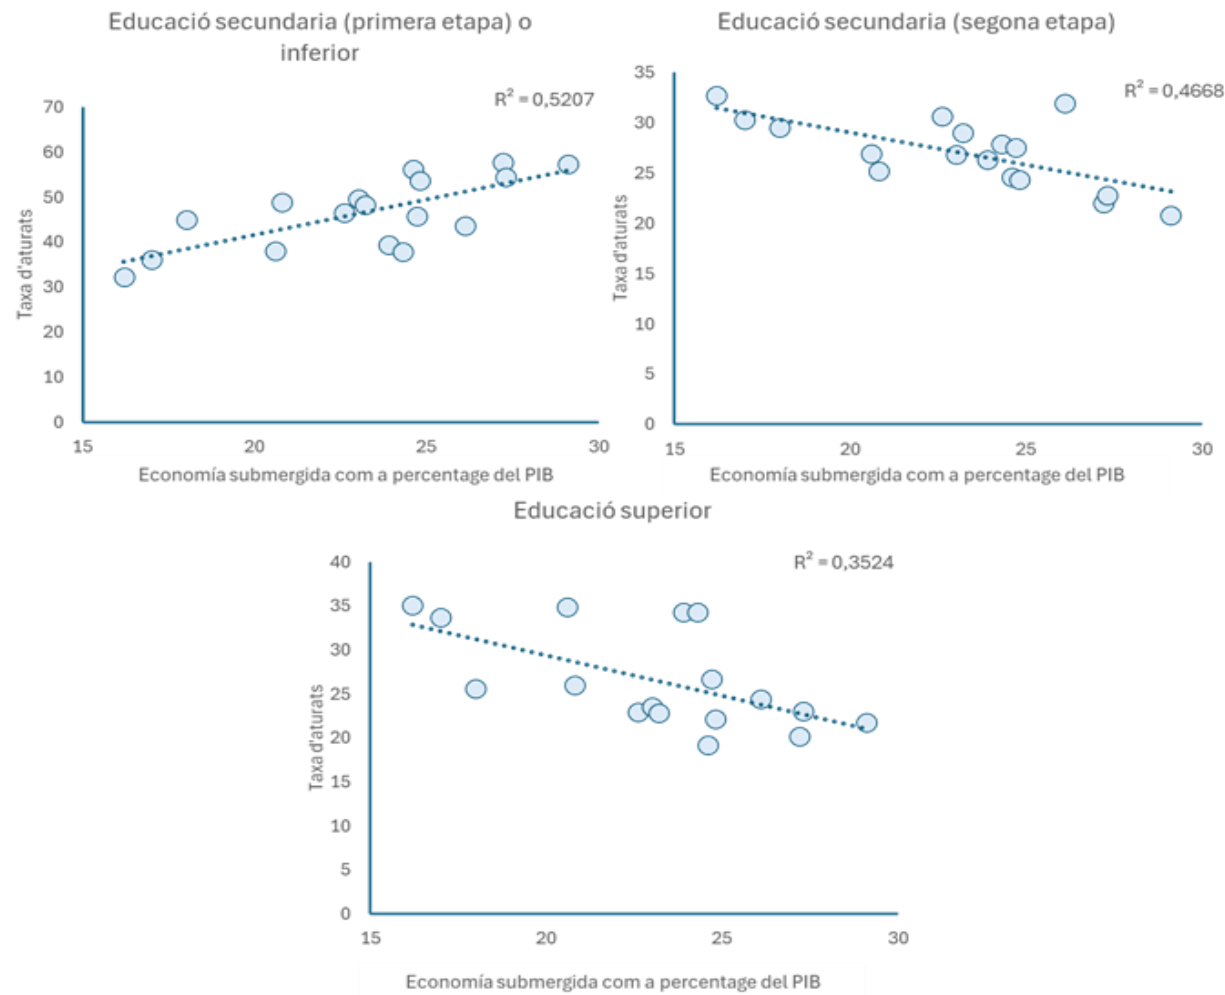 Educació secundaria (primera etapa) o
inferior
R² = 0,5207
70
60
50
40
30
20
10
0
Taxa d'aturats
15 20 25 30
Economía submergida com a percentage del PIB
Educació secundaria (segona etapa)
R² = 0,4668
35
30
25
20
15
10
5
0
Taxa d'aturats
15 20 25 30
Economía submergida com a percentage del PIB
Educació superior
R² = 0,3524
40
35
30
25
20
15
10
5
0
Taxa d'aturats
15 20 25 30
Economía submergida com a percentage del PIB